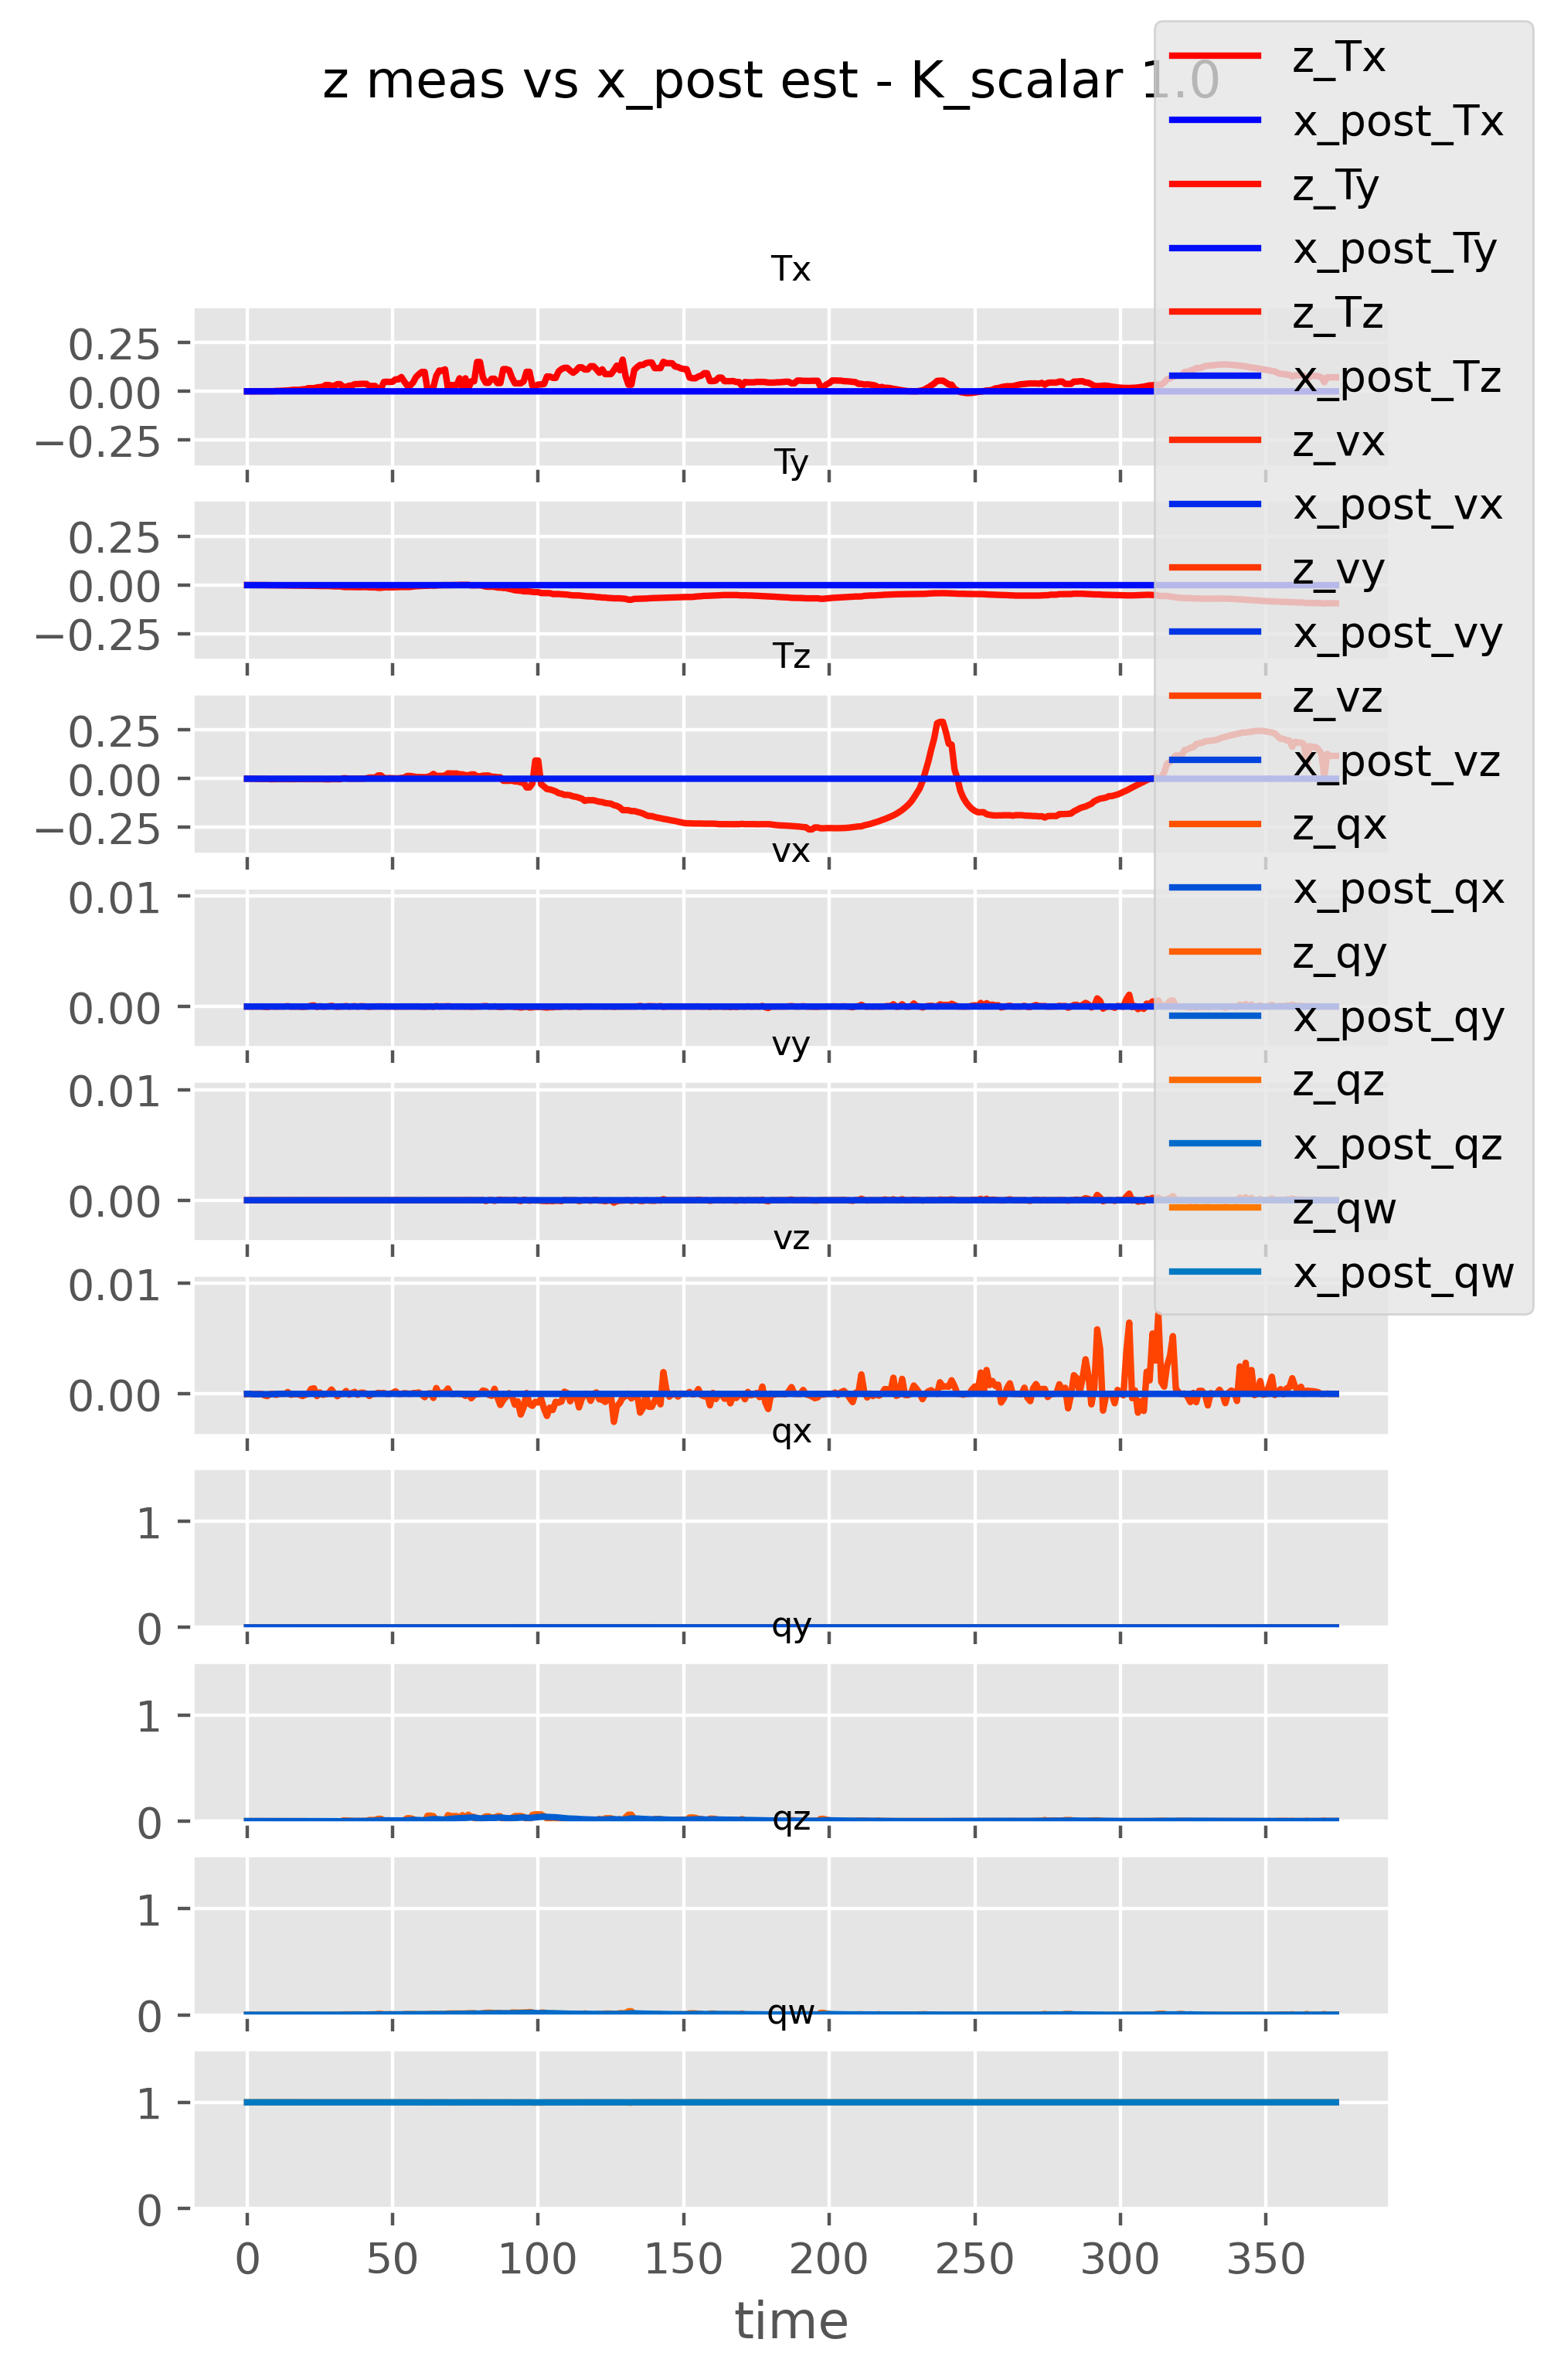 z meas vs x_post est - K_scalar 1.0
z_Tx
x_post_Tx
z_Ty
x_post_Ty
z_Tz
x_post_Tz
z_vx
x_post_vx
z_vy
x_post_vy
z_vz
x_post_vz
z_qx
x_post_qx
z_qy
x_post_qy
z_qz
x_post_qz
z_qw
x_post_qw
Tx
0.25
0.00
−0.25
Ty
0.25
0.00
−0.25
Tz
0.25
0.00
−0.25
vx
0.01
0.00
vy
0.01
0.00
vz
0.01
0.00
qx
1
0
qy
1
0
qz
1
0
qw
1
0
0 50 100 150 200 250 300 350
time